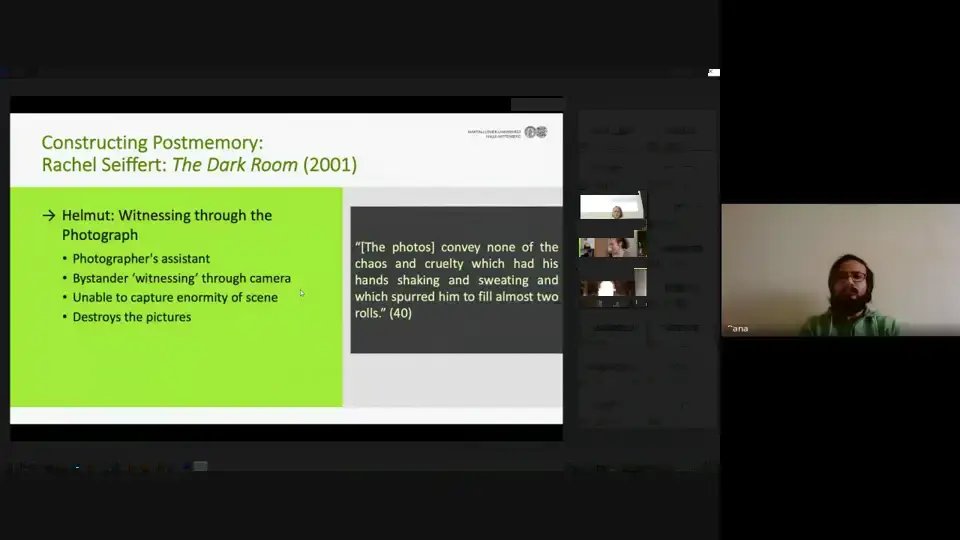 Constructing Postmemory:
Rachel Seiffert: The Dark Room (2001)
→ Helmut: Witnessing through the
Photograph
• Photographer's assistant
• Bystander ‘witnessing’ through camera
• Unable to capture enormity of scene
• Destroys the pictures
“[The photos] convey none of the
chaos and cruelty which had his
hands shaking and sweating and
which spurred him to fill almost two
rolls.” (40)